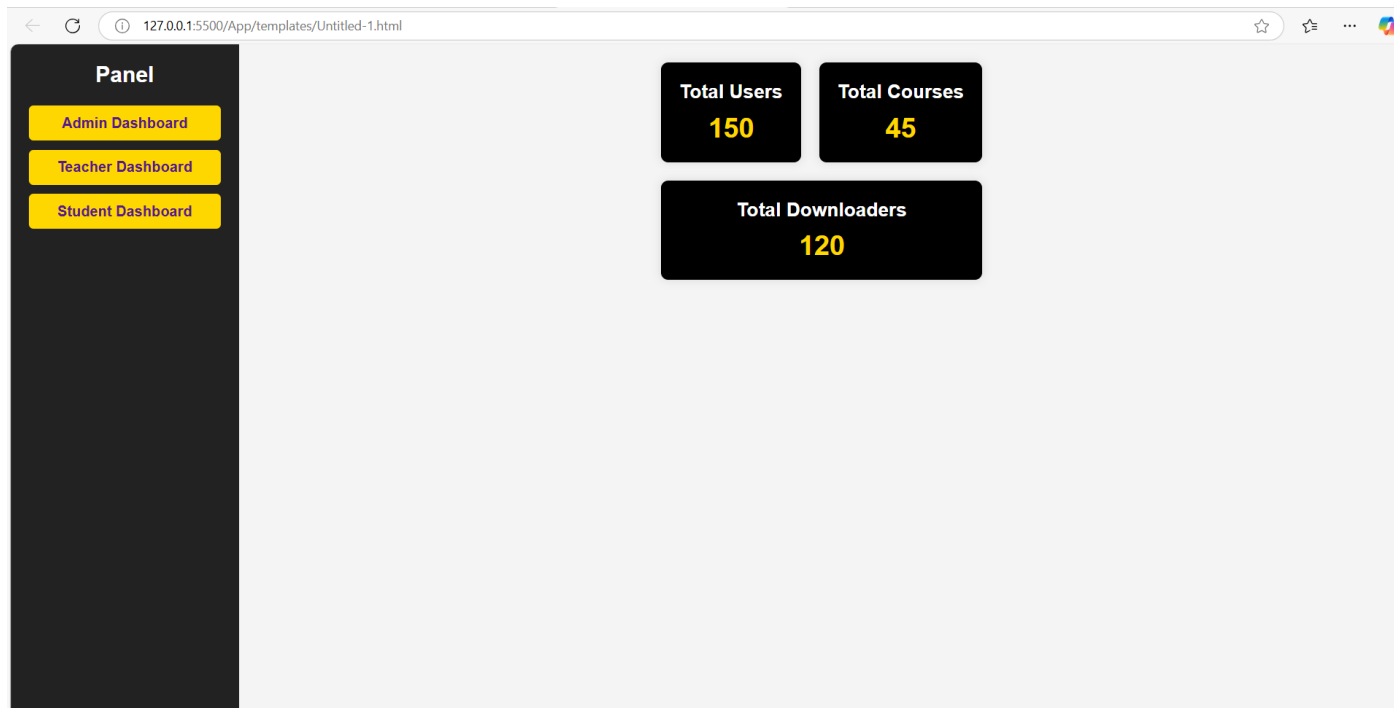 127.0.0.1:5500/App/templates/Untitled-1.html
Panel
Admin Dashboard
Teacher Dashboard
Student Dashboard
Total Users
150
Total Courses
45
Total Downloaders
120